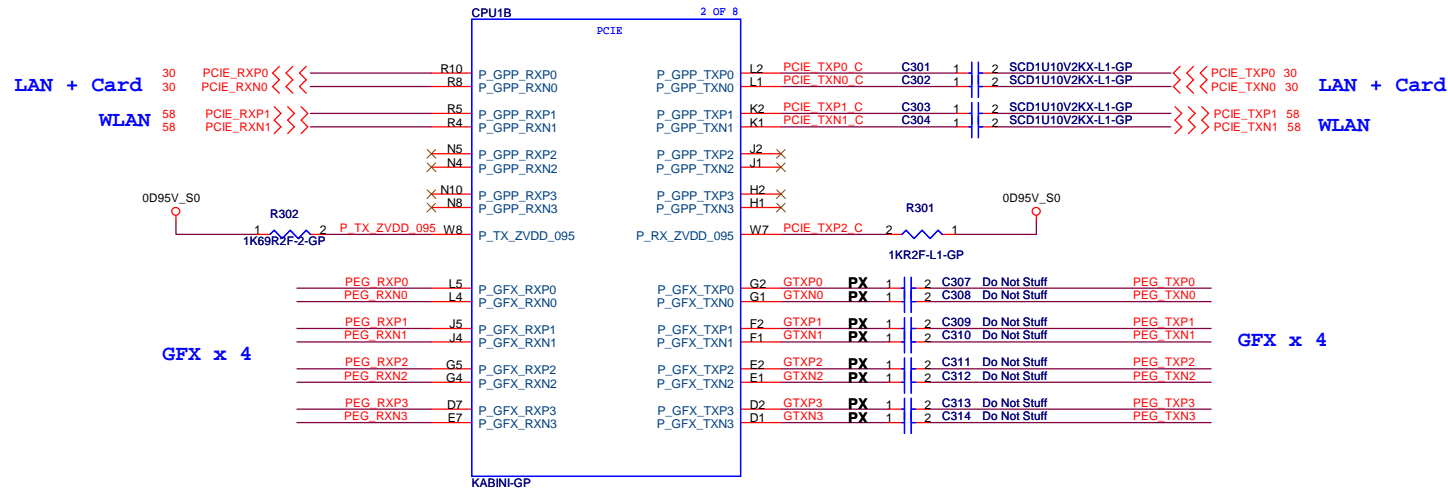 CPU1B 2 OF 8
PCIE
LAN + Card 30 PCIE_RXP0 R10 P_GPP_RXP0 P_GPP_TXP0 L2 PCIE_TXP0_C C301 1 2 SCD1U10V2KX-L1-GP PCIE_TXP0 30 LAN + Card
30 PCIE_RXN0 R8 P_GPP_RXN0 P_GPP_TXN0 L1 PCIE_TXN0_C C302 1 2 SCD1U10V2KX-L1-GP PCIE_TXN0 30
WLAN 58 PCIE_RXP1 R5 P_GPP_RXP1 P_GPP_TXP1 K2 PCIE_TXP1_C C303 1 2 SCD1U10V2KX-L1-GP PCIE_TXP1 58 WLAN
58 PCIE_RXN1 R4 P_GPP_RXN1 P_GPP_TXN1 K1 PCIE_TXN1_C C304 1 2 SCD1U10V2KX-L1-GP PCIE_TXN1 58
N5 P_GPP_RXP2 P_GPP_TXP2 J2
N4 P_GPP_RXN2 P_GPP_TXN2 J1
N10 P_GPP_RXP3 P_GPP_TXP3 H2
N8 P_GPP_RXN3 P_GPP_TXN3 H1
0D95V_S0 0D95V_S0
R302 R301
1 2 P_TX_ZVDD_095 W8 P_TX_ZVDD_095 P_RX_ZVDD_095 W7 PCIE_TXP2_C 2 1
1K69R2F-2-GP 1KR2F-L1-GP
PEG_RXP0 L5 P_GFX_RXP0 P_GFX_TXP0 G2 GTXP0 PX 1 2 C307 Do Not Stuff PEG_TXP0
PEG_RXN0 L4 P_GFX_RXN0 P_GFX_TXN0 G1 GTXN0 PX 1 2 C308 Do Not Stuff PEG_TXN0
PEG_RXP1 J5 P_GFX_RXP1 P_GFX_TXP1 F2 GTXP1 PX 1 2 C309 Do Not Stuff PEG_TXP1
PEG_RXN1 J4 P_GFX_RXN1 P_GFX_TXN1 F1 GTXN1 PX 1 2 C310 Do Not Stuff PEG_TXN1
GFX x 4 GFX x 4
PEG_RXP2 G5 P_GFX_RXP2 P_GFX_TXP2 E2 GTXP2 PX 1 2 C311 Do Not Stuff PEG_TXP2
PEG_RXN2 G4 P_GFX_RXN2 P_GFX_TXN2 E1 GTXN2 PX 1 2 C312 Do Not Stuff PEG_TXN2
PEG_RXP3 D7 P_GFX_RXP3 P_GFX_TXP3 D2 GTXP3 PX 1 2 C313 Do Not Stuff PEG_TXP3
PEG_RXN3 E7 P_GFX_RXN3 P_GFX_TXN3 D1 GTXN3 PX 1 2 C314 Do Not Stuff PEG_TXN3
KABINI-GP